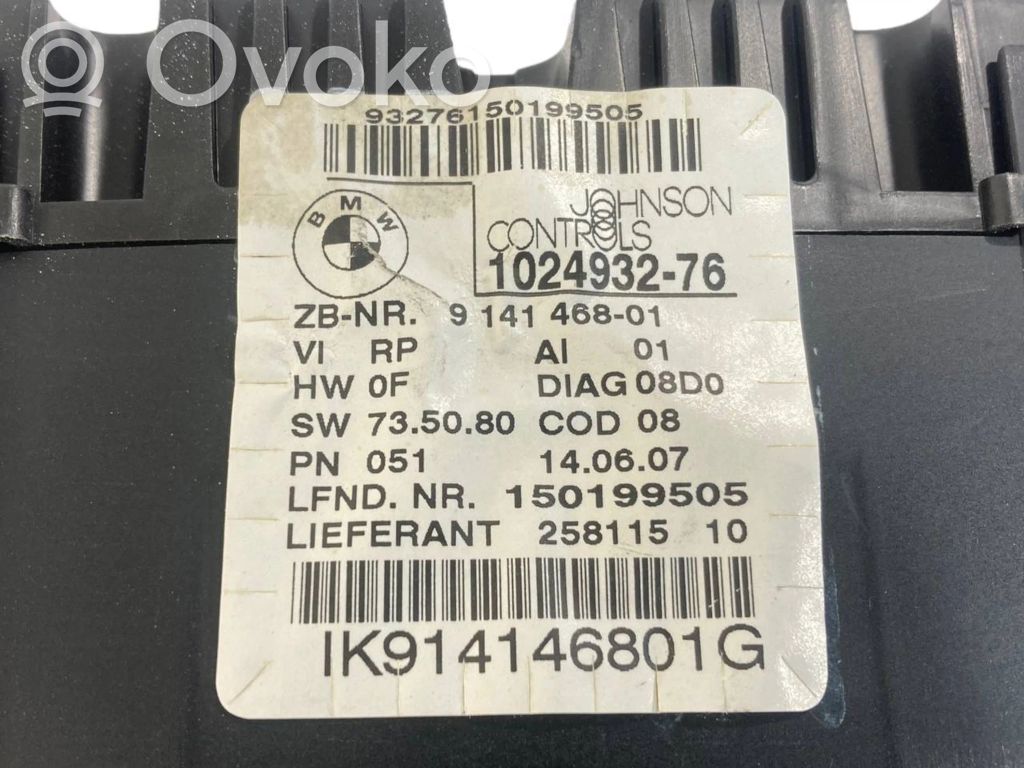 Ovoko
93276150199505
BMW
JOHNSON
CONTROLS
1024932-76
ZB-NR. 9 141 468-01
VI RP AI 01
HW 0F DIAG 08D0
SW 73.50.80 COD 08
PN 051 14.06.07
LFND. NR. 150199505
LIEFERANT 258115 10
IK914146801G